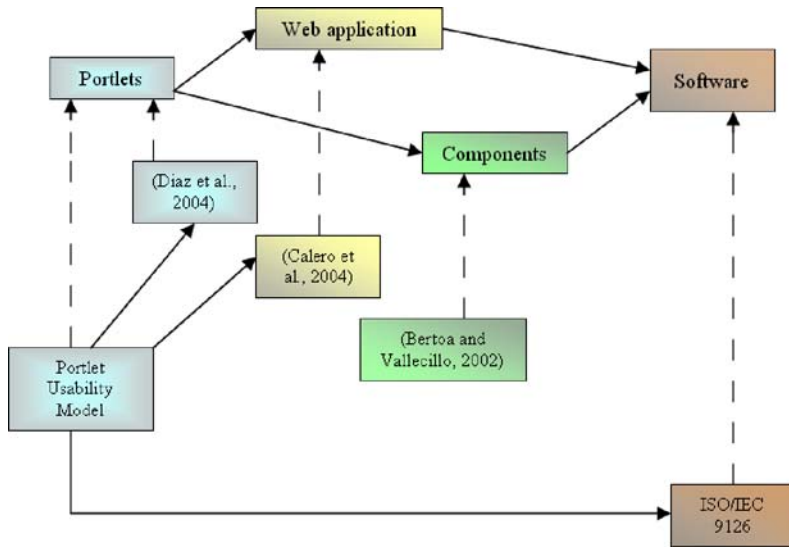 Web application
Portlets
Software
Components
(Diaz et al.,
2004)
(Calero et
al., 2004)
(Bertoa and
Vallecillo, 2002)
Portlet
Usability
Model
ISO/IEC
9126